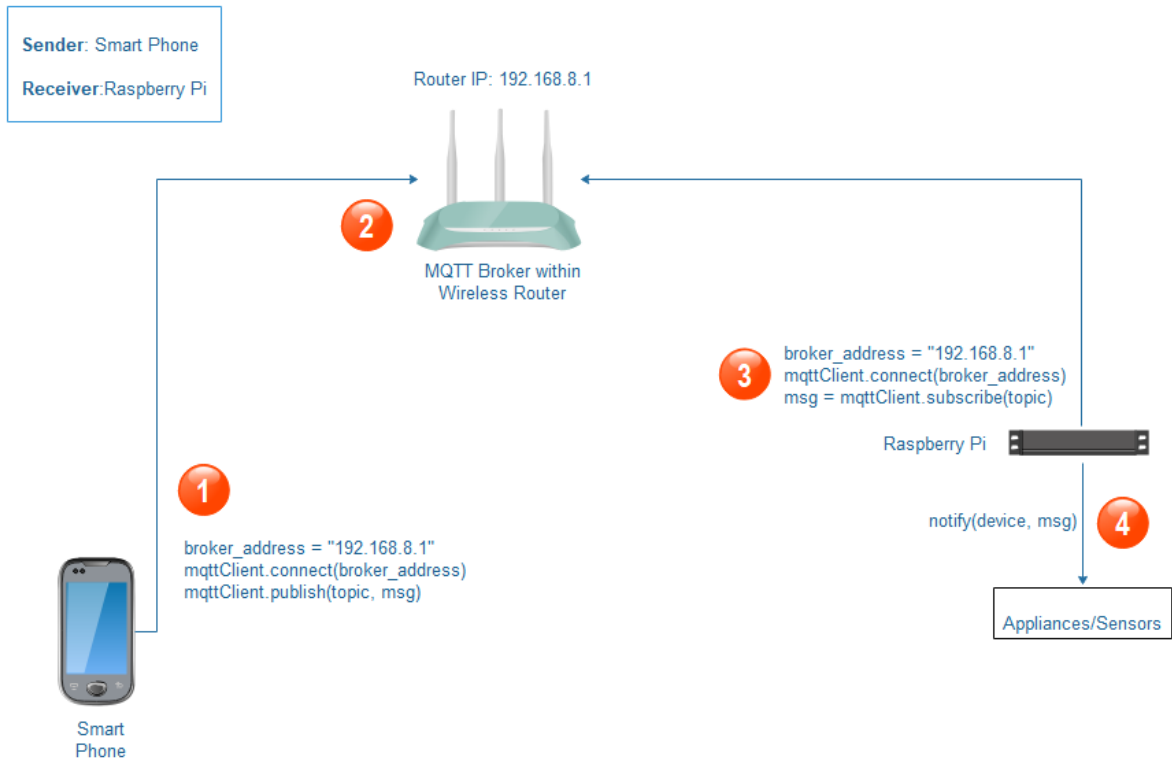 Sender: Smart Phone
Receiver:Raspberry Pi
Router IP: 192.168.8.1
2
MQTT Broker within
Wireless Router
3
broker_address = "192.168.8.1"
mqttClient.connect(broker_address)
msg = mqttClient.subscribe(topic)
Raspberry Pi
1
broker_address = "192.168.8.1"
mqttClient.connect(broker_address)
mqttClient.publish(topic, msg)
notify(device, msg)
4
Appliances/Sensors
Smart
Phone